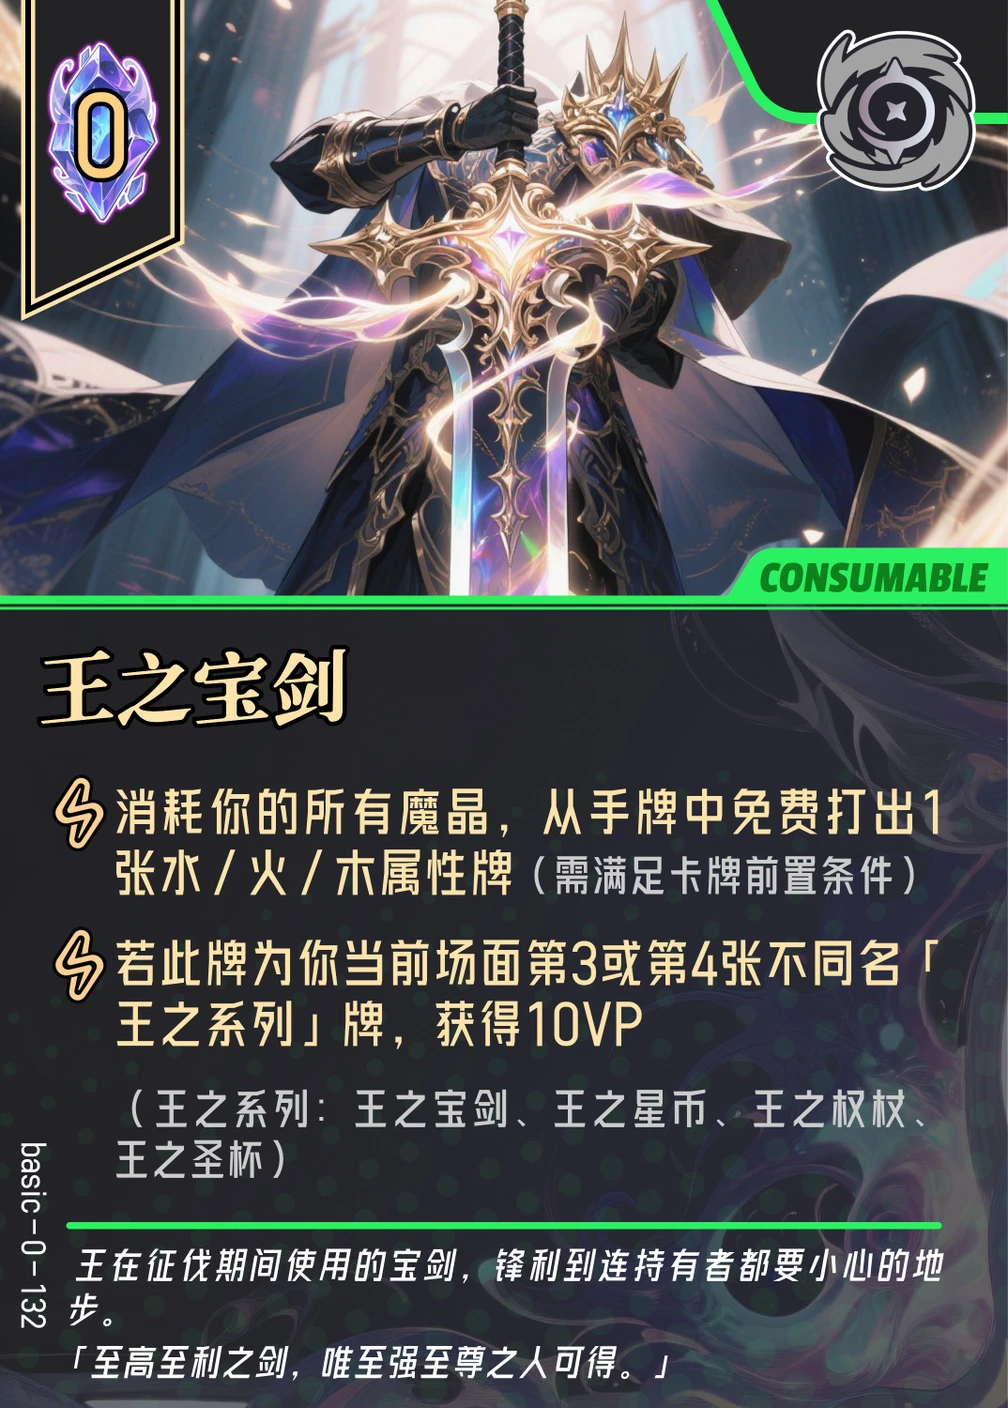 0
CONSUMABLE
王之宝剑
消耗你的所有魔晶，从手牌中免费打出1
张水/火/木属性牌（需满足卡牌前置条件）
若此牌为你当前场面第3或第4张不同名「
王之系列」牌，获得10VP
（王之系列：王之宝剑、王之星币、王之权杖、
王之圣杯）
basic-0-132
王在征伐期间使用的宝剑，锋利到连持有者都要小心的地
步。
「至高至利之剑，唯至强至尊之人可得。」